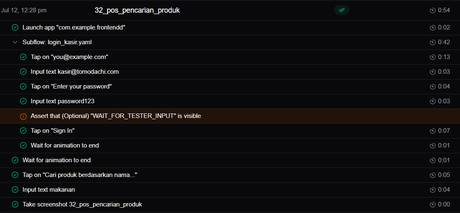 Jul 12, 12:28 pm 32_pos_pencarian_produk 0:54
Launch app "com.example.frontendd" 0:02
Subflow: login_kasir.yaml 0:42
Tap on "you@example.com" 0:13
Input text kasir@tomodachi.com 0:03
Tap on "Enter your password" 0:04
Input text password123 0:03
Assert that (Optional) "WAIT_FOR_TESTER_INPUT" is visible
Tap on "Sign In" 0:07
Wait for animation to end 0:01
Wait for animation to end 0:01
Tap on "Cari produk berdasarkan nama..." 0:05
Input text makanan 0:04
Take screenshot 32_pos_pencarian_produk 0:00